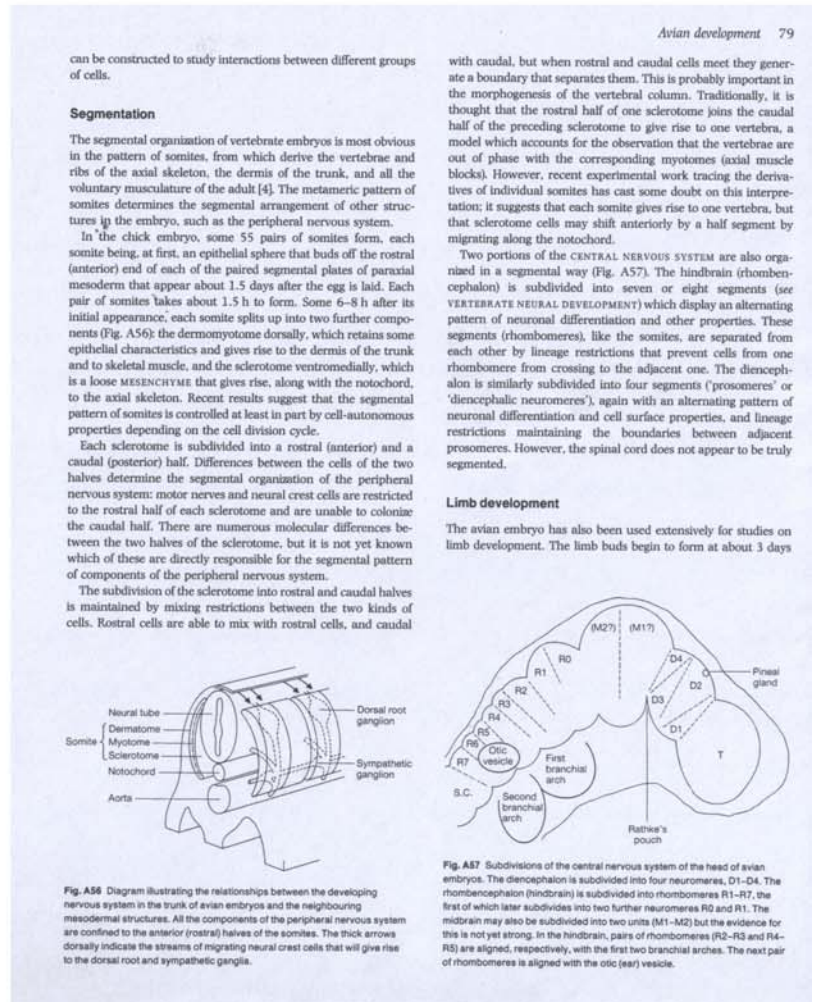 Avian development 79
can be constructed to study interactions between different groups
of cells.
Segmentation
The segmental organization of vertebrate embryos is most obvious
in the pattern of somites, from which derive the vertebrae and
ribs of the axial skeleton, the dermis of the trunk, and all the
voluntary musculature of the adult [4]. The metameric pattern of
somites determines the segmental arrangement of other struc-
tures in the embryo, such as the peripheral nervous system.
In the chick embryo, some 55 pairs of somites form, each
somite being, at first, an epithelial sphere that buds off the rostral
(anterior) end of each of the paired segmental plates of paraxial
mesoderm that appear about 1.5 days after the egg is laid. Each
pair of somites takes about 1.5 h to form. Some 6–8 h after its
initial appearance, each somite splits up into two further compo-
nents (Fig. A56): the dermomyotome dorsally, which retains some
epithelial characteristics and gives rise to the dermis of the trunk
and to skeletal muscle, and the sclerotome ventromedially, which
is a loose MESENCHYME that gives rise, along with the notochord,
to the axial skeleton. Recent results suggest that the segmental
pattern of somites is controlled at least in part by cell-autonomous
properties depending on the cell division cycle.
Each sclerotome is subdivided into a rostral (anterior) and a
caudal (posterior) half. Differences between the cells of the two
halves determine the segmental organization of the peripheral
nervous system: motor nerves and neural crest cells are restricted
to the rostral half of each sclerotome and are unable to colonize
the caudal half. There are numerous molecular differences be-
tween the two halves of the sclerotome, but it is not yet known
which of these are directly responsible for the segmental pattern
of components of the peripheral nervous system.
The subdivision of the sclerotome into rostral and caudal halves
is maintained by mixing restrictions between the two kinds of
cells. Rostral cells are able to mix with rostral cells, and caudal
with caudal, but when rostral and caudal cells meet they gener-
ate a boundary that separates them. This is probably important in
the morphogenesis of the vertebral column. Traditionally, it is
thought that the rostral half of one sclerotome joins the caudal
half of the preceding sclerotome to give rise to one vertebra, a
model which accounts for the observation that the vertebrae are
out of phase with the corresponding myotomes (axial muscle
blocks). However, recent experimental work tracing the deriva-
tives of individual somites has cast some doubt on this interpre-
tation; it suggests that each somite gives rise to one vertebra, but
that sclerotome cells may shift anteriorly by a half segment by
migrating along the notochord.
Two portions of the CENTRAL NERVOUS SYSTEM are also orga-
nized in a segmental way (Fig. A57). The hindbrain (rhomben-
cephalon) is subdivided into seven or eight segments (see
VERTEBRATE NEURAL DEVELOPMENT) which display an alternating
pattern of neuronal differentiation and other properties. These
segments (rhombomeres), like the somites, are separated from
each other by lineage restrictions that prevent cells from one
rhombomere from crossing to the adjacent one. The dienceph-
alon is similarly subdivided into four segments ('prosomeres' or
'diencephalic neuromeres'), again with an alternating pattern of
neuronal differentiation and cell surface properties, and lineage
restrictions maintaining the boundaries between adjacent
prosomeres. However, the spinal cord does not appear to be truly
segmented.
Limb development
The avian embryo has also been used extensively for studies on
limb development. The limb buds begin to form at about 3 days
Neural tube
Somite
Dermatome
Myotome
Sclerotome
Notochord
Aorta
Dorsal root
ganglion
Sympathetic
ganglion
Fig. A56 Diagram illustrating the relationships between the developing
nervous system in the trunk of avian embryos and the neighbouring
mesodermal structures. All the components of the peripheral nervous system
are confined to the anterior (rostral) halves of the somites. The thick arrows
dorsally indicate the streams of migrating neural crest cells that will give rise
to the dorsal root and sympathetic ganglia.
(M2?) (M1?)
R0
R1
R2
R3
R4
R5
R6
R7
S.C.
Otic
vesicle
First
branchial
arch
Second
branchial
arch
D4
D2
D3
D1
T
Pineal
gland
Rathke's
pouch
Fig. A57 Subdivisions of the central nervous system of the head of avian
embryos. The diencephalon is subdivided into four neuromeres, D1–D4. The
rhombencephalon (hindbrain) is subdivided into rhombomeres R1–R7, the
first of which later subdivides into two further neuromeres R0 and R1. The
midbrain may also be subdivided into two units (M1–M2) but the evidence for
this is not yet strong. In the hindbrain, pairs of rhombomeres (R2–R3 and R4–
R5) are aligned, respectively, with the first two branchial arches. The next pair
of rhombomeres is aligned with the otic (ear) vesicle.